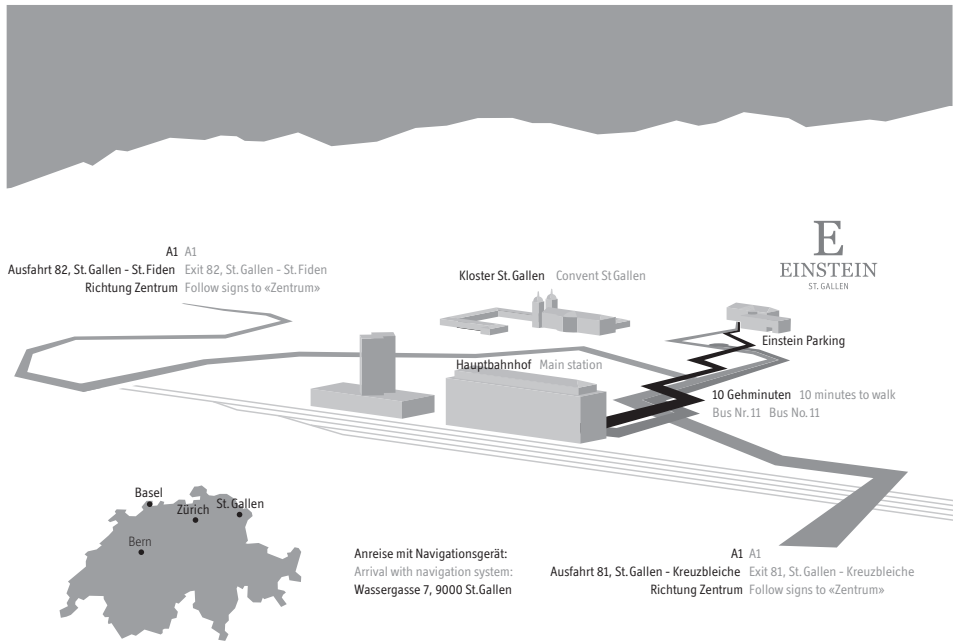 E
EINSTEIN
ST. GALLEN
A1 A1
Ausfahrt 82, St. Gallen - St. Fiden Exit 82, St. Gallen - St. Fiden
Richtung Zentrum Follow signs to «Zentrum»
Kloster St. Gallen Convent St Gallen
Einstein Parking
Hauptbahnhof Main station
10 Gehminuten 10 minutes to walk
Bus Nr. 11 Bus No. 11
Basel
Zürich
St. Gallen
Bern
Anreise mit Navigationsgerät:
Arrival with navigation system:
Wassergasse 7, 9000 St.Gallen
A1 A1
Ausfahrt 81, St. Gallen - Kreuzbleiche Exit 81, St. Gallen - Kreuzbleiche
Richtung Zentrum Follow signs to «Zentrum»